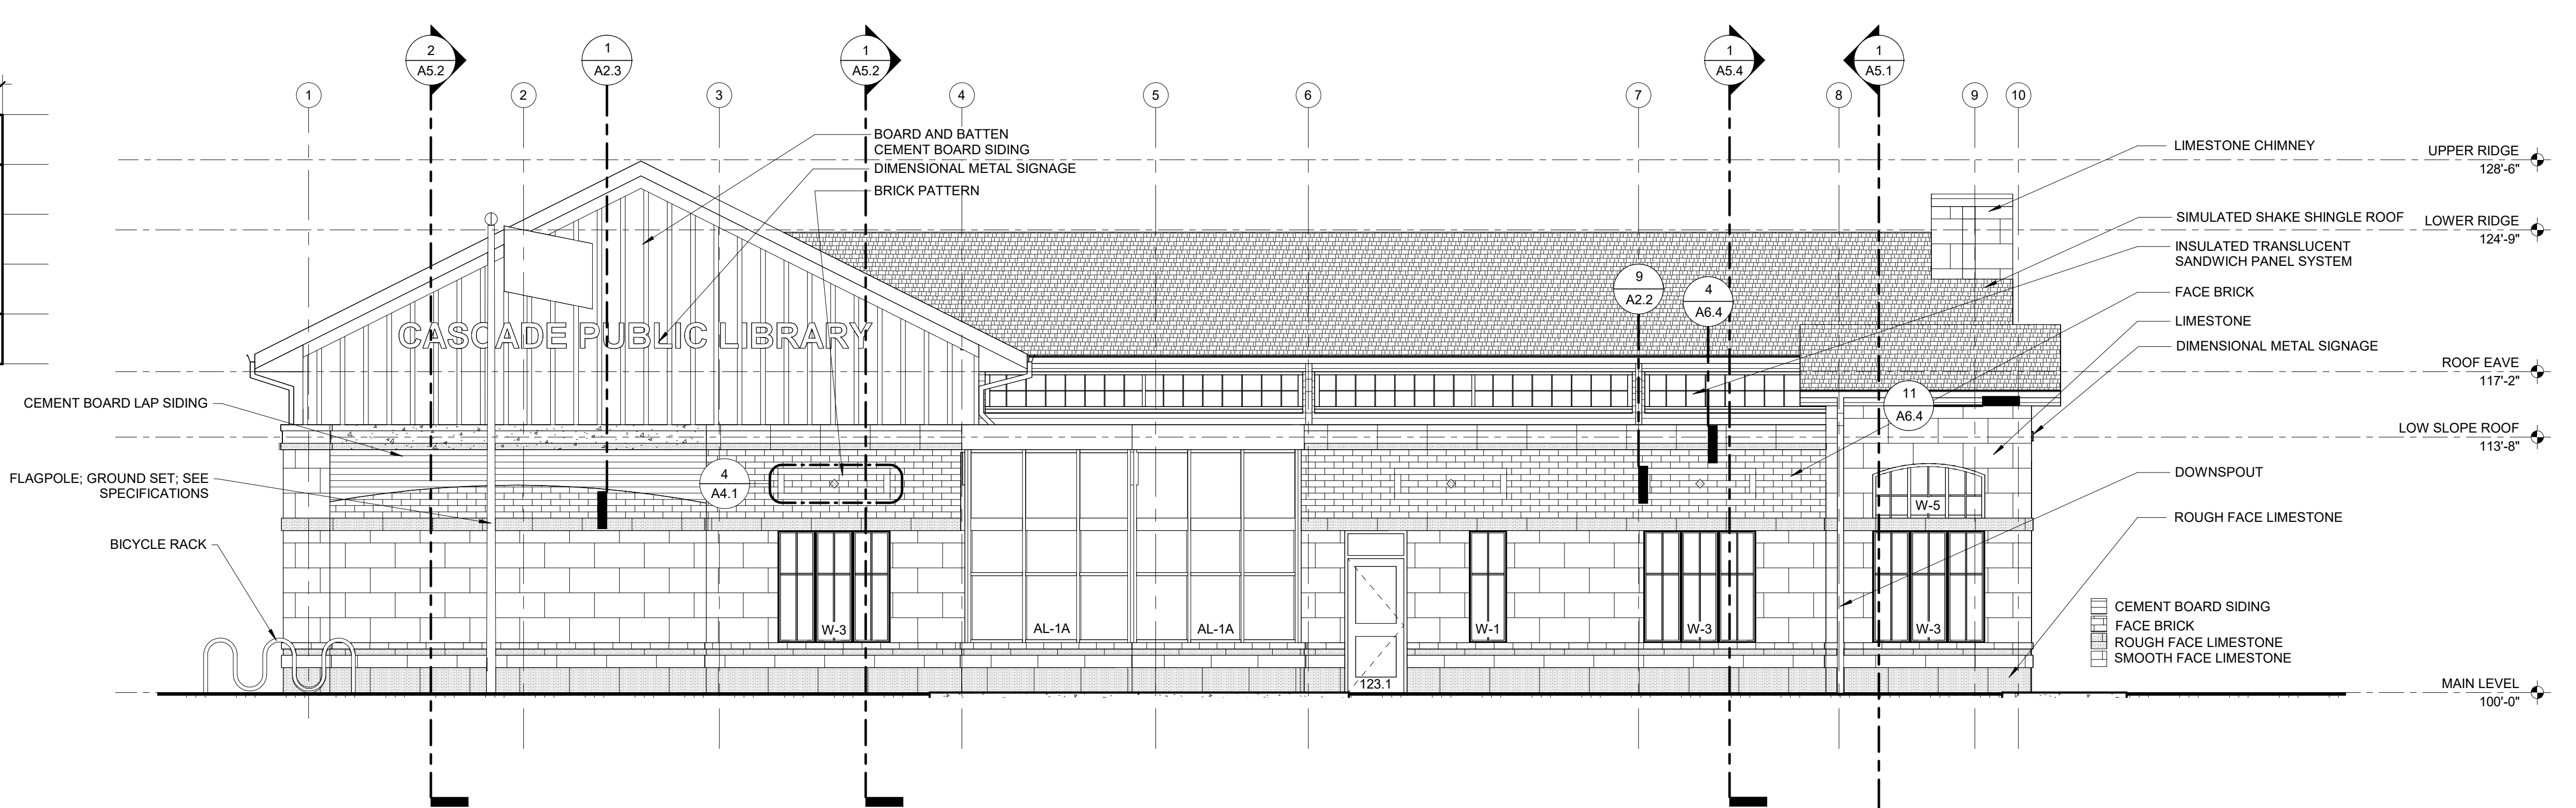 2
A5.2
1
A2.3
1
A5.2
1
A5.4
1
A5.1
1
2
3
4
5
6
7
8
9
10
BOARD AND BATTEN
CEMENT BOARD SIDING
DIMENSIONAL METAL SIGNAGE
BRICK PATTERN
LIMESTONE CHIMNEY
UPPER RIDGE
128'-6"
SIMULATED SHAKE SHINGLE ROOF
LOWER RIDGE
124'-9"
INSULATED TRANSLUCENT
SANDWICH PANEL SYSTEM
9
A2.2
4
A6.4
FACE BRICK
LIMESTONE
CASCADE PUBLIC LIBRARY
DIMENSIONAL METAL SIGNAGE
ROOF EAVE
117'-2"
CEMENT BOARD LAP SIDING
11
A6.4
LOW SLOPE ROOF
113'-8"
FLAGPOLE; GROUND SET; SEE
SPECIFICATIONS
4
A4.1
DOWNSPOUT
W-5
ROUGH FACE LIMESTONE
BICYCLE RACK
W-3
AL-1A
AL-1A
W-1
W-3
W-3
CEMENT BOARD SIDING
FACE BRICK
ROUGH FACE LIMESTONE
SMOOTH FACE LIMESTONE
123.1
MAIN LEVEL
100'-0"